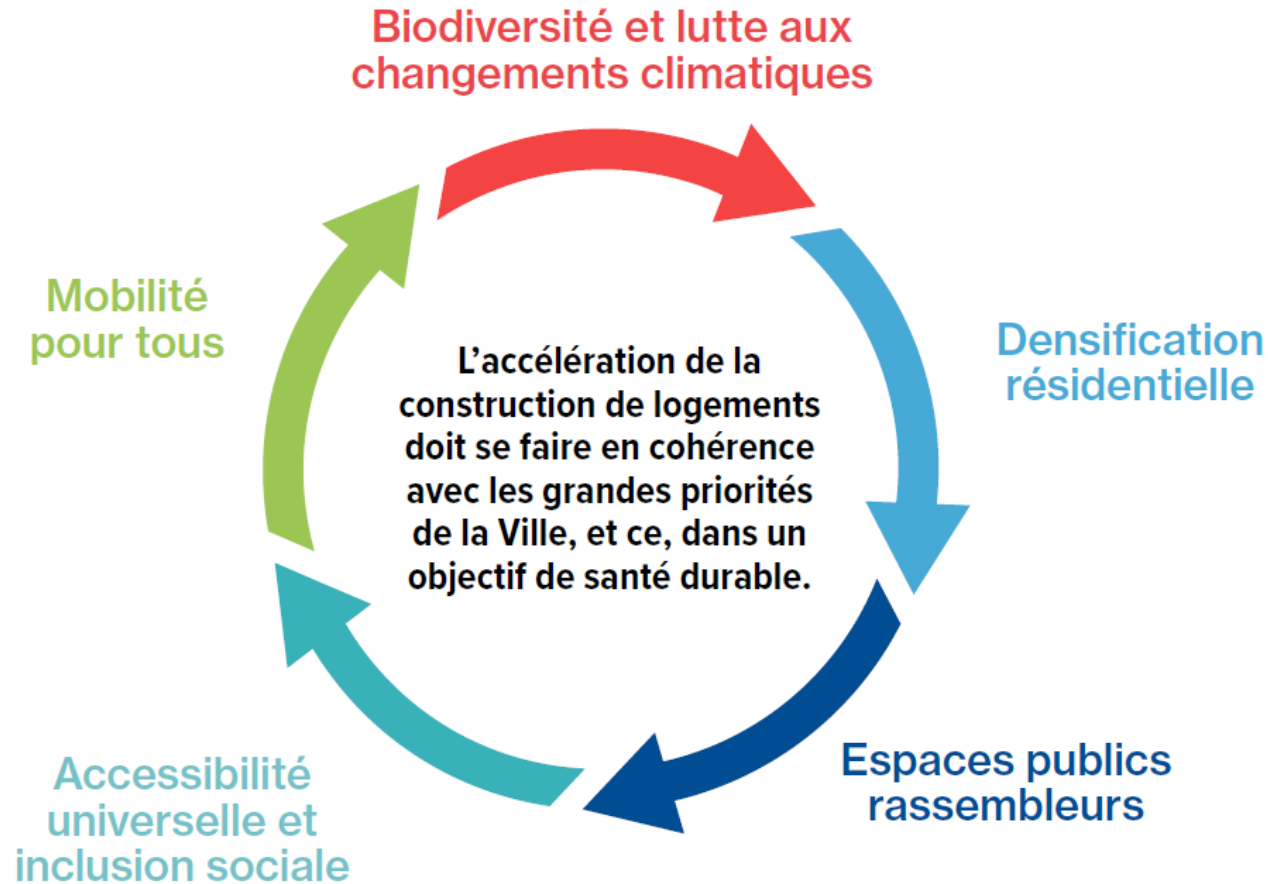 Biodiversité et lutte aux
changements climatiques
Densification
résidentielle
Espaces publics
rassembleurs
Accessibilité
universelle et
inclusion sociale
Mobilité
pour tous
L’accélération de la
construction de logements
doit se faire en cohérence
avec les grandes priorités
de la Ville, et ce, dans un
objectif de santé durable.